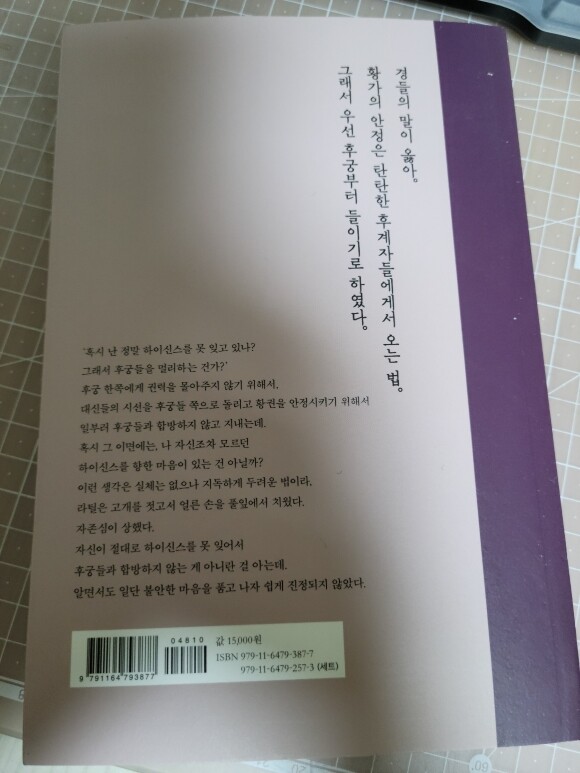 경들의 말이 옳아.
황가의 안정은 탄탄한 후계자들에게서 오는 법.
그래서 우선 후궁부터 들이기로 하였다.
'혹시 난 정말 하이신스를 못 잊고 있나?
그래서 후궁들을 멀리하는 건가?'
후궁 한쪽에게 권력을 몰아주지 않기 위해서,
대신들의 시선을 후궁들 쪽으로 돌리고 황권을 안정시키기 위해서
일부러 후궁들과 합방하지 않고 지내는데.
혹시 그 이면에는, 나 자신조차 모르던
하이신스를 향한 마음이 있는 건 아닐까?
이런 생각은 실체는 없으나 지독하게 두려운 법이라,
라틸은 고개를 젓고서 얼른 손을 풀잎에서 치웠다.
자존심이 상했다.
자신이 절대로 하이신스를 못 잊어서
후궁들과 합방하지 않는 게 아니란 걸 아는데.
알면서도 일단 불안한 마음을 품고 나자 쉽게 진정되지 않았다.
04810
9 791164 793877
값 15,000원
ISBN 979-11-6479-387-7
979-11-6479-257-3 (세트)